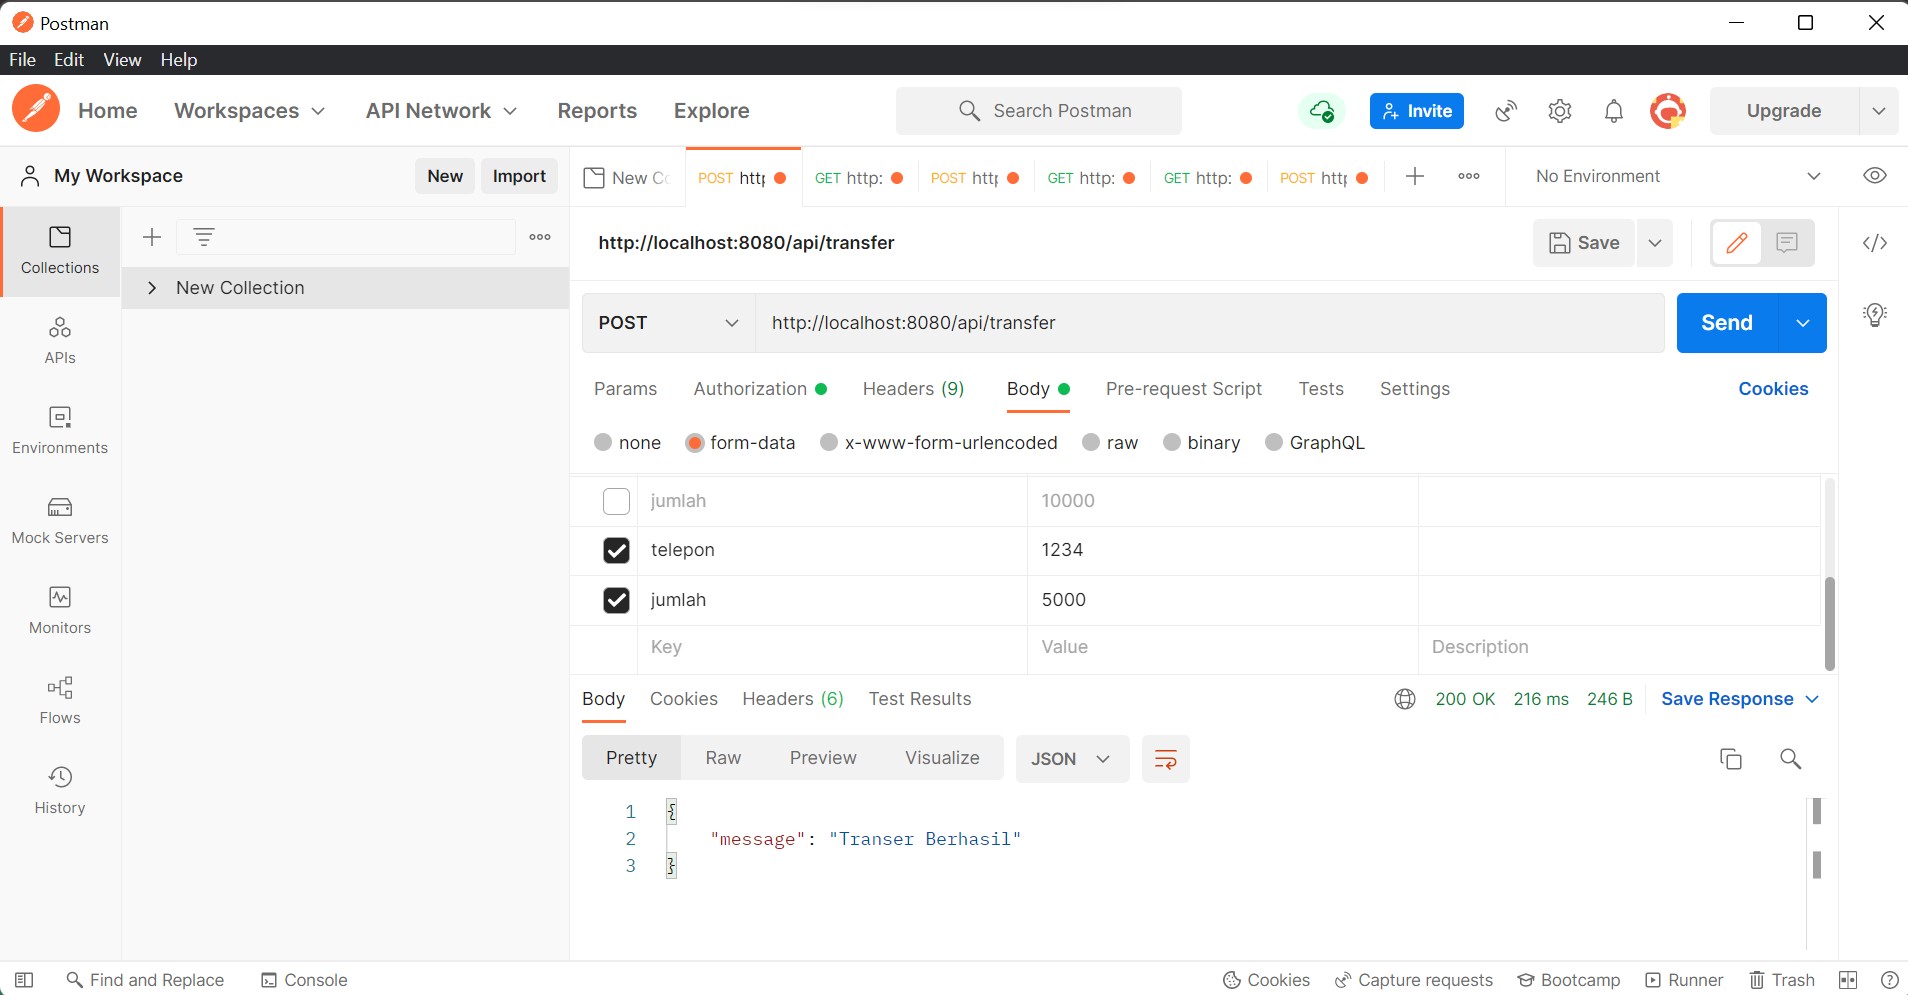 Postman
File Edit View Help
Home Workspaces API Network Reports Explore Search Postman Invite Upgrade
My Workspace New Import New Cc POST http GET http: POST http GET http: GET http: POST http No Environment
http://localhost:8080/api/transfer Save
Collections
New Collection
POST http://localhost:8080/api/transfer Send
APIs
Params Authorization Headers (9) Body Pre-request Script Tests Settings Cookies
Environments
none form-data x-www-form-urlencoded raw binary GraphQL
jumlah 10000
Mock Servers
telepon 1234
jumlah 5000
Monitors
Key Value Description
Body Cookies Headers (6) Test Results 200 OK 216 ms 246 B Save Response
Flows
Pretty Raw Preview Visualize JSON
History
1 {
2 "message": "Transer Berhasil"
3 }
Find and Replace Console Cookies Capture requests Bootcamp Runner Trash